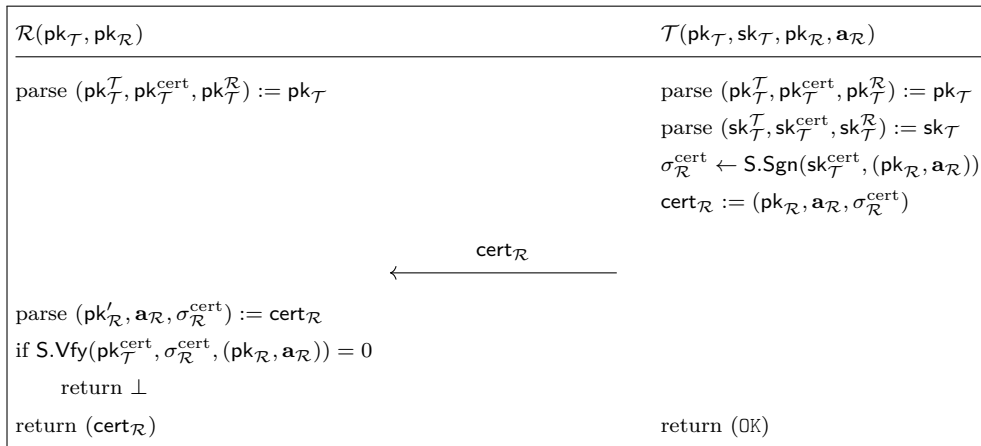 R(pk_T, pk_R) T(pk_T, sk_T, pk_R, a_R)
parse (pk_T^T, pk_T^cert, pk_T^R) := pk_T parse (pk_T^T, pk_T^cert, pk_T^R) := pk_T
parse (sk_T^T, sk_T^cert, sk_T^R) := sk_T
σ_R^cert ← S.Sgn(sk_T^cert, (pk_R, a_R))
cert_R := (pk_R, a_R, σ_R^cert)
cert_R
parse (pk′_R, a_R, σ_R^cert) := cert_R
if S.Vfy(pk_T^cert, σ_R^cert, (pk_R, a_R)) = 0
return ⊥
return (cert_R) return (OK)